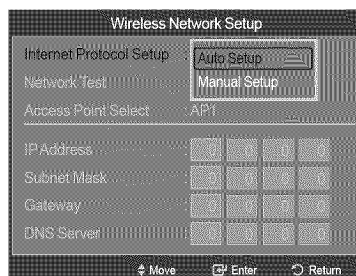 Wireless Network Setup
Internet Protocol Setup : Auto Setup
Manual Setup
Network Test
Access Point Select : AP1
IP Address : 0 0 0 0
Subnet Mask : 0 0 0 0
Gateway : 0 0 0 0
DNS Server : 0 0 0 0
Move Enter Return